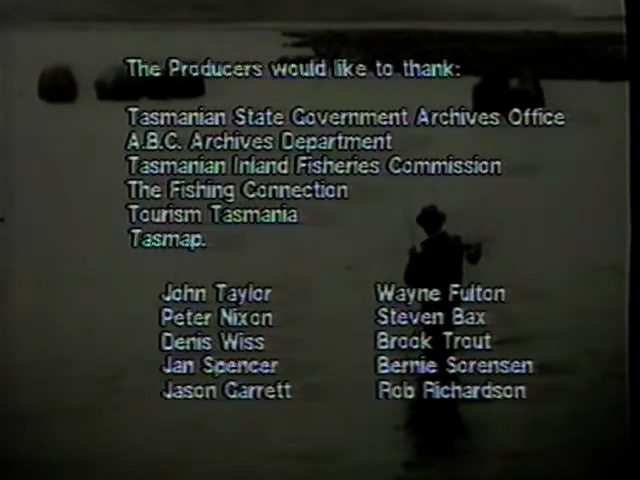 The Producers would like to thank:
Tasmanian State Government Archives Office
A.B.C. Archives Department
Tasmanian Inland Fisheries Commission
The Fishing Connection
Tourism Tasmania
Tasmap.
John Taylor Wayne Fulton
Peter Nixon Steven Bax
Denis Wiss Brook Trout
Jan Spencer Bernie Sorensen
Jason Garrett Rob Richardson